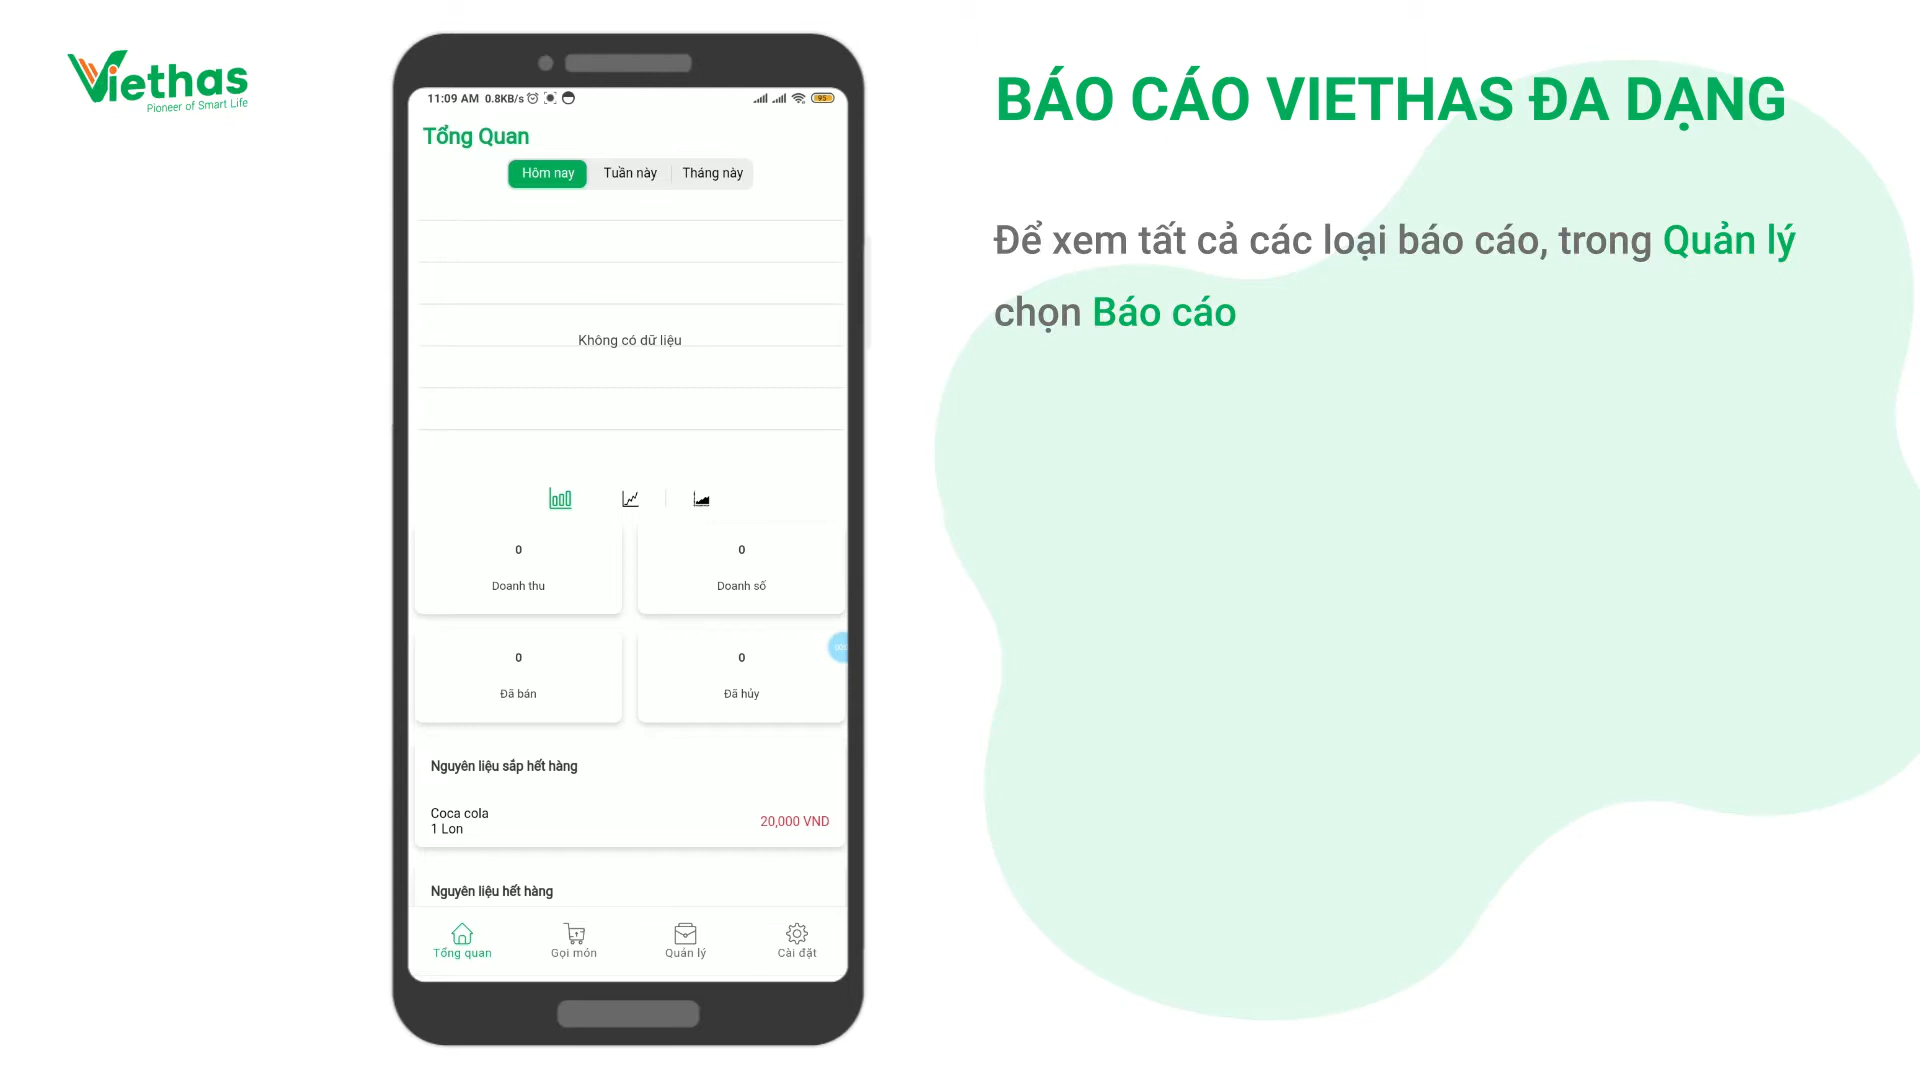 Viethas
Pioneer of Smart Life
11:09 AM 0.8KB/s
95
Tổng Quan
Hôm nay
Tuần này
Tháng này
Không có dữ liệu
0
Doanh thu
0
Doanh số
0
Đã bán
0
Đã hủy
Nguyên liệu sắp hết hàng
Coca cola
1 Lon
20,000 VND
Nguyên liệu hết hàng
Tổng quan
Gọi món
Quản lý
Cài đặt
BÁO CÁO VIETHAS ĐA DẠNG
Để xem tất cả các loại báo cáo, trong Quản lý
chọn Báo cáo